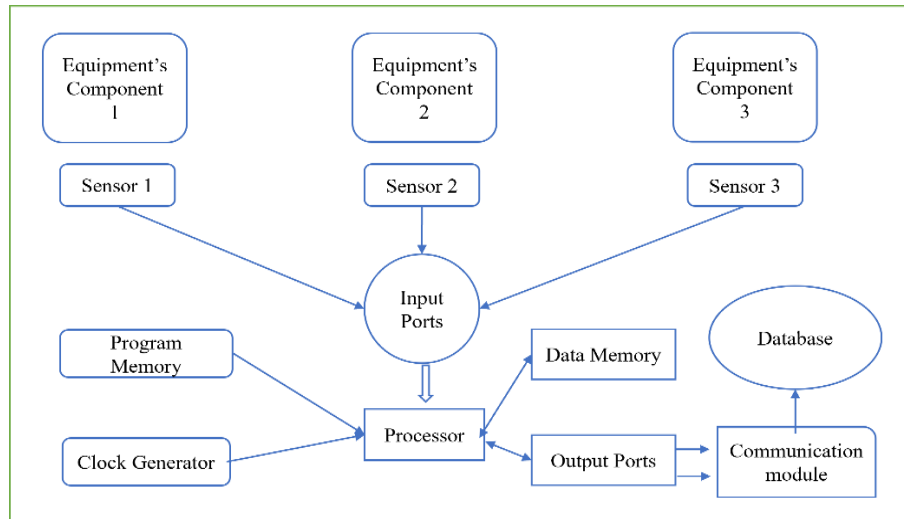 Equipment's
Component
1
Equipment's
Component
2
Equipment's
Component
3
Sensor 1
Sensor 2
Sensor 3
Input
Ports
Program
Memory
Data Memory
Database
Processor
Clock Generator
Output Ports
Communication
module